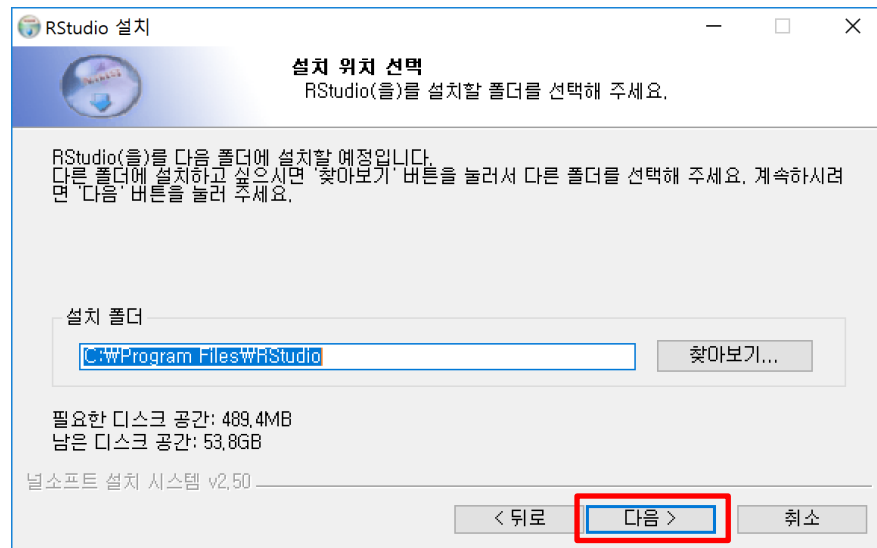 RStudio 설치
설치 위치 선택
RStudio(을)를 설치할 폴더를 선택해 주세요.
RStudio(을)를 다음 폴더에 설치할 예정입니다.
다른 폴더에 설치하고 싶으시면 '찾아보기' 버튼을 눌러서 다른 폴더를 선택해 주세요. 계속하시려
면 '다음' 버튼을 눌러 주세요.
설치 폴더
C:₩Program Files₩RStudio
찾아보기...
필요한 디스크 공간: 489.4MB
남은 디스크 공간: 53.8GB
널소프트 설치 시스템 v2.50
< 뒤로
다음 >
취소